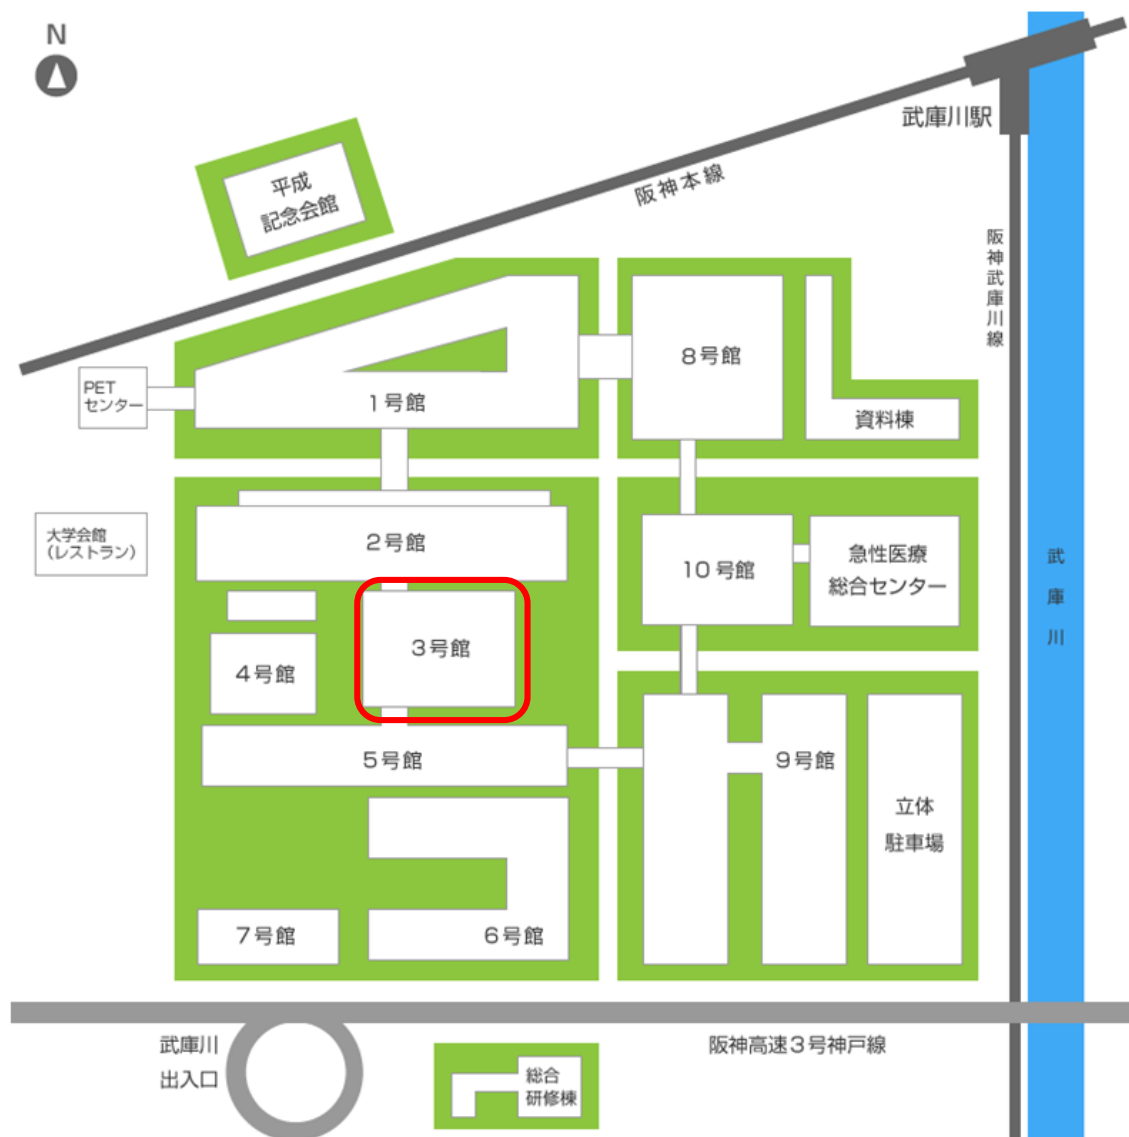 N
武庫川駅
阪神本線
平成
記念会館
阪神武庫川線
8号館
PET
センター
1号館
資料棟
大学会館
(レストラン)
2号館
10号館
急性医療
総合センター
武庫川
3号館
4号館
5号館
9号館
立体
駐車場
7号館
6号館
武庫川
出入口
阪神高速3号神戸線
総合
研修棟